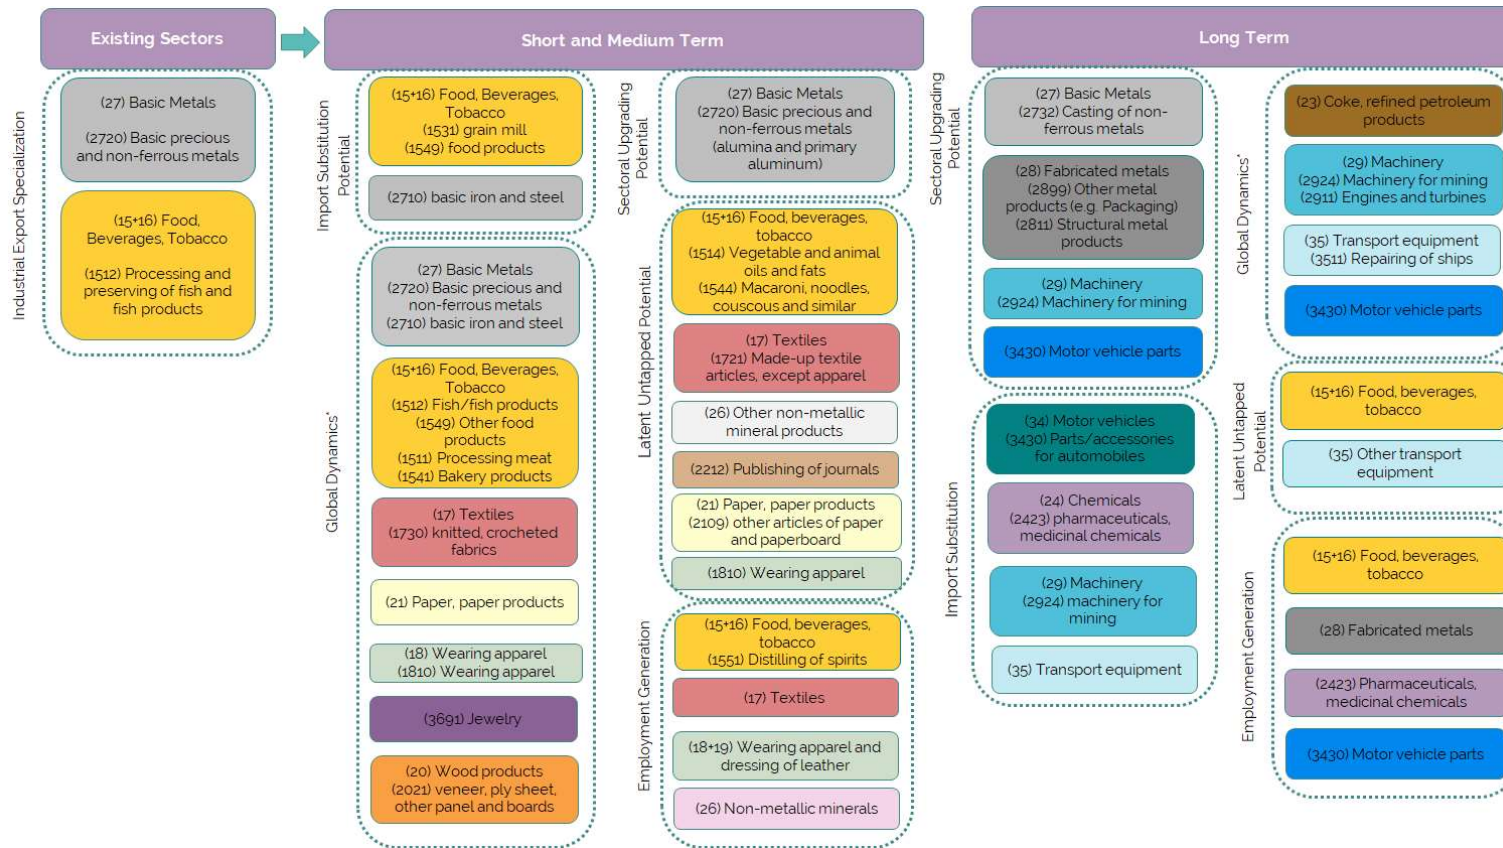 Existing Sectors
Industrial Export Specialization
(27) Basic Metals
(2720) Basic precious
and non-ferrous metals
(15+16) Food,
Beverages, Tobacco
(1512) Processing and
preserving of fish and
fish products
Short and Medium Term
Import Substitution
Potential
(15+16) Food, Beverages,
Tobacco
(1531) grain mill
(1549) food products
(2710) basic iron and steel
Global Dynamics*
(27) Basic Metals
(2720) Basic precious and
non-ferrous metals
(2710) basic iron and steel
(15+16) Food, Beverages,
Tobacco
(1512) Fish/fish products
(1549) Other food
products
(1511) Processing meat
(1541) Bakery products
(17) Textiles
(1730) knitted, crocheted
fabrics
(21) Paper, paper products
(18) Wearing apparel
(1810) Wearing apparel
(3691) Jewelry
(20) Wood products
(2021) veneer, ply sheet,
other panel and boards
Sectoral Upgrading
Potential
(27) Basic Metals
(2720) Basic precious and
non-ferrous metals
(alumina and primary
aluminum)
Latent Untapped Potential
(15+16) Food, beverages,
tobacco
(1514) Vegetable and animal
oils and fats
(1544) Macaroni, noodles,
couscous and similar
(17) Textiles
(1721) Made-up textile
articles, except apparel
(26) Other non-metallic
mineral products
(2212) Publishing of journals
(21) Paper, paper products
(2109) other articles of paper
and paperboard
(1810) Wearing apparel
Employment Generation
(15+16) Food, beverages,
tobacco
(1551) Distilling of spirits
(17) Textiles
(18+19) Wearing apparel and
dressing of leather
(26) Non-metallic minerals
Long Term
Sectoral Upgrading
Potential
(27) Basic Metals
(2732) Casting of non-
ferrous metals
(28) Fabricated metals
(2899) Other metal
products (e.g. Packaging)
(2811) Structural metal
products
(29) Machinery
(2924) Machinery for mining
(3430) Motor vehicle parts
Import Substitution
(34) Motor vehicles
(3430) Parts/accessories
for automobiles
(24) Chemicals
(2423) pharmaceuticals,
medicinal chemicals
(29) Machinery
(2924) machinery for
mining
(35) Transport equipment
Global Dynamics*
(23) Coke, refined petroleum
products
(29) Machinery
(2924) Machinery for mining
(2911) Engines and turbines
(35) Transport equipment
(3511) Repairing of ships
(3430) Motor vehicle parts
Latent Untapped
Potential
(15+16) Food, beverages,
tobacco
(35) Other transport
equipment
Employment Generation
(15+16) Food, beverages,
tobacco
(28) Fabricated metals
(2423) Pharmaceuticals,
medicinal chemicals
(3430) Motor vehicle parts